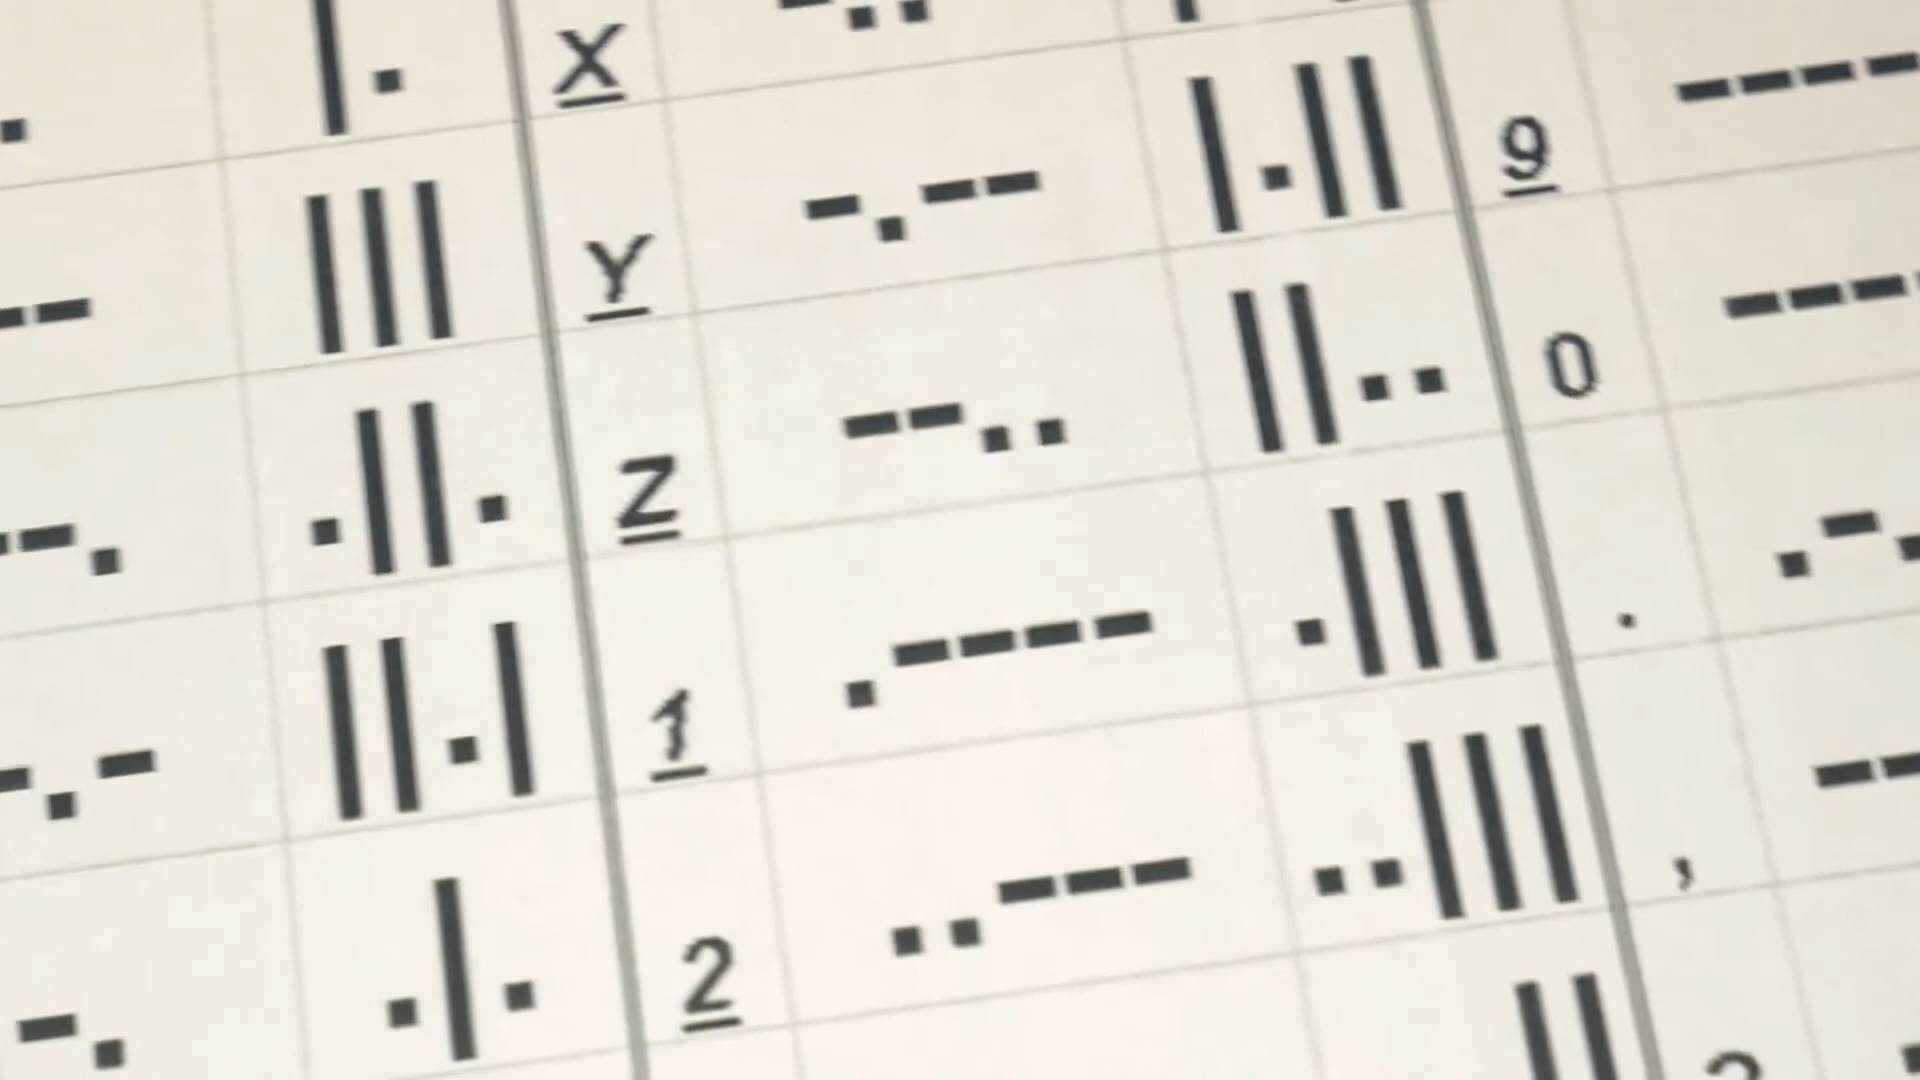 X -..
Y -.-- |.||
Z --.. ||..
1 .---- .|||
2 ..--- ..|||
9 ----
0 ---
.
,
|||
.||.
||.|
.|.